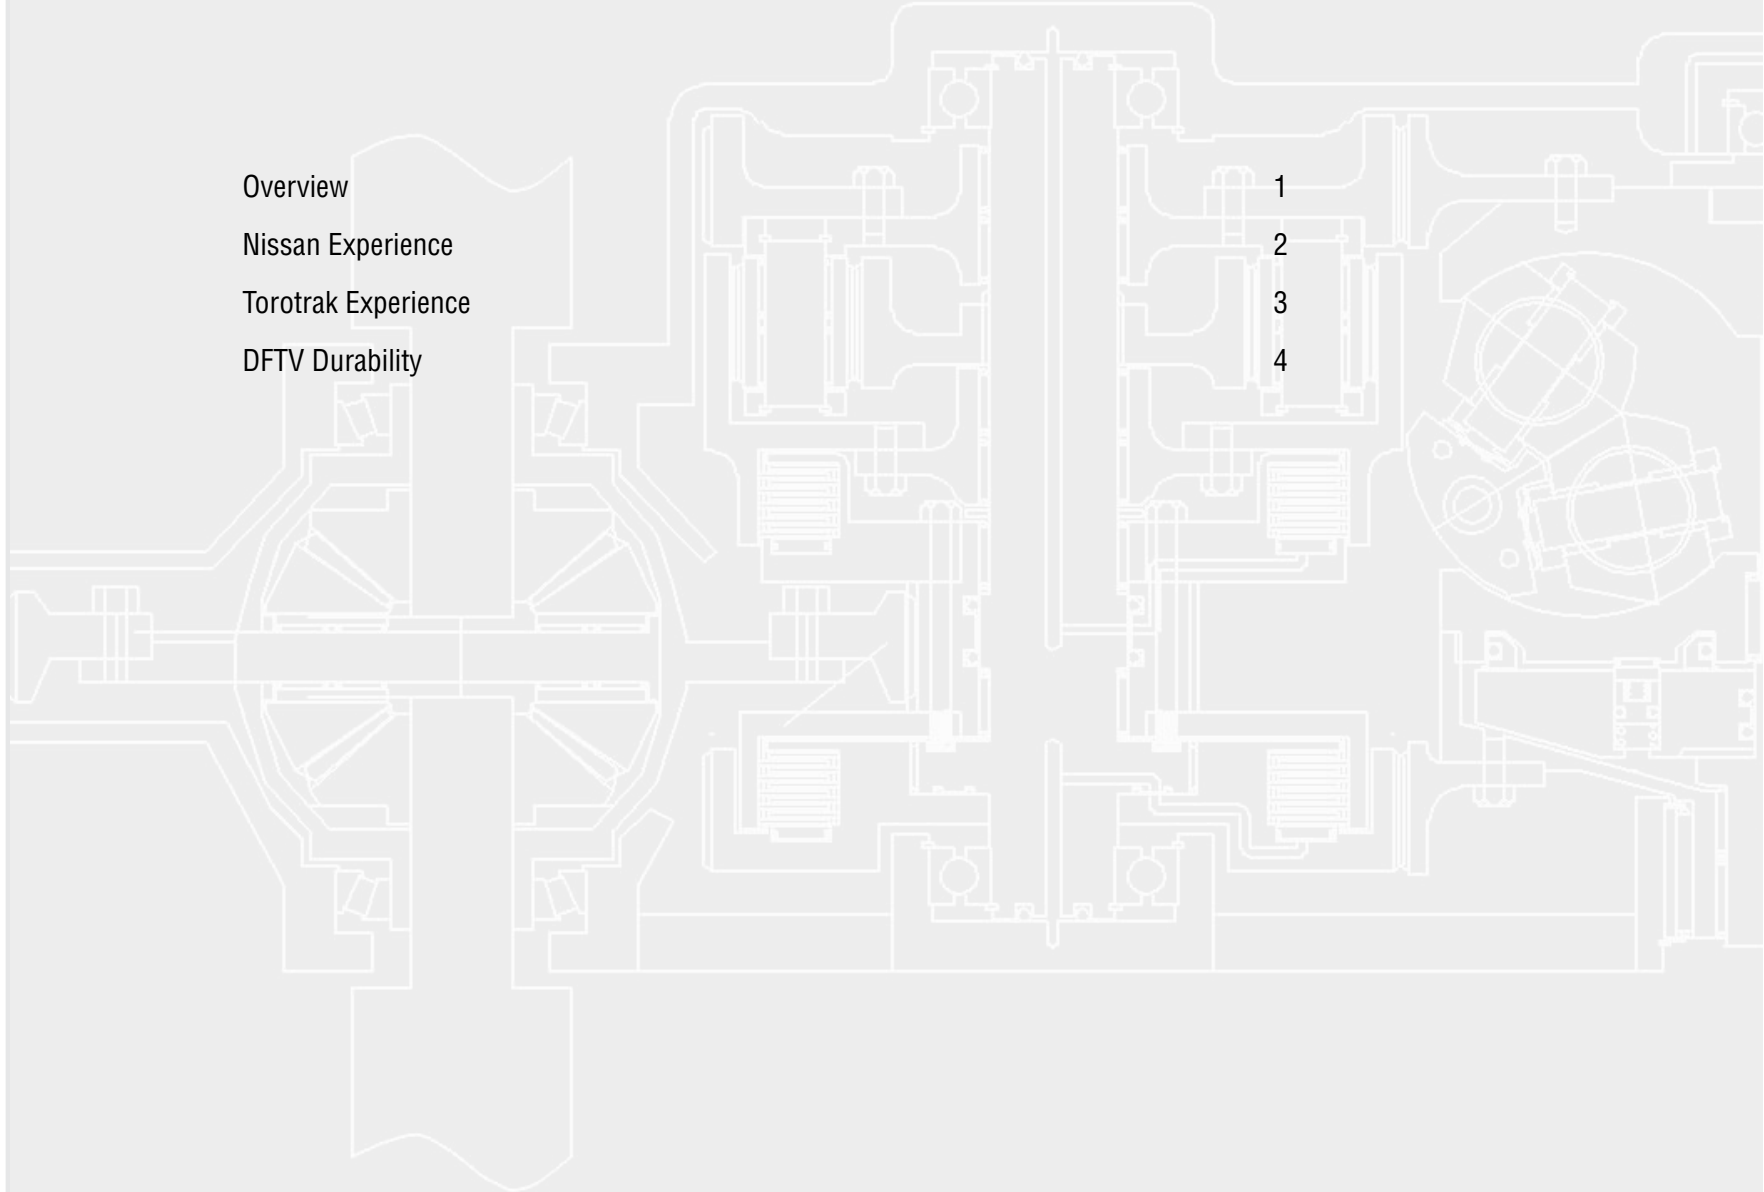 Overview 1
Nissan Experience 2
Torotrak Experience 3
DFTV Durability 4